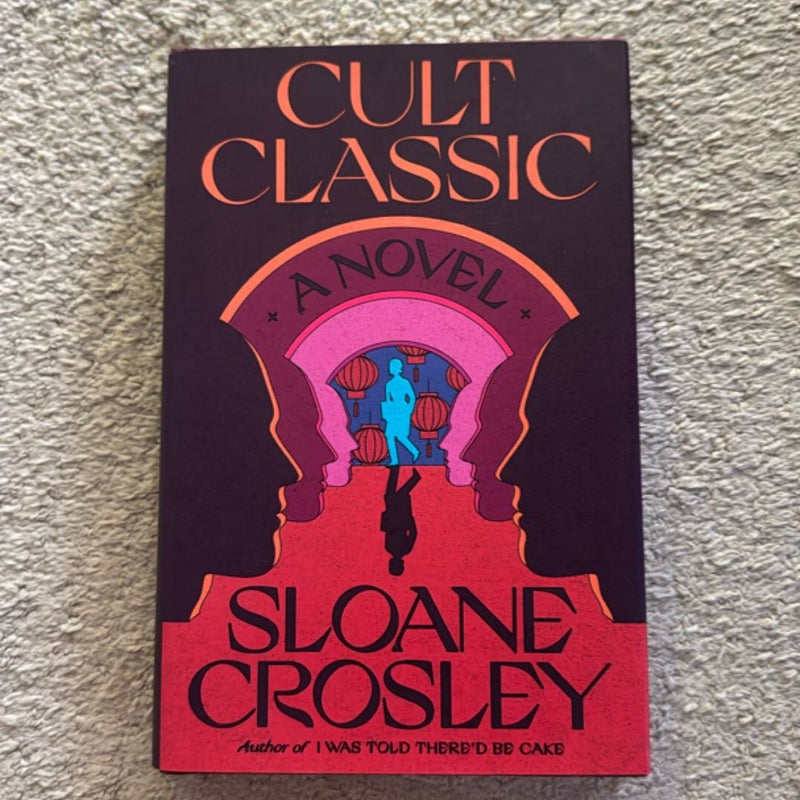 CULT
CLASSIC
A NOVEL
SLOANE
CROSLEY
Author of I WAS TOLD THERE'D BE CAKE